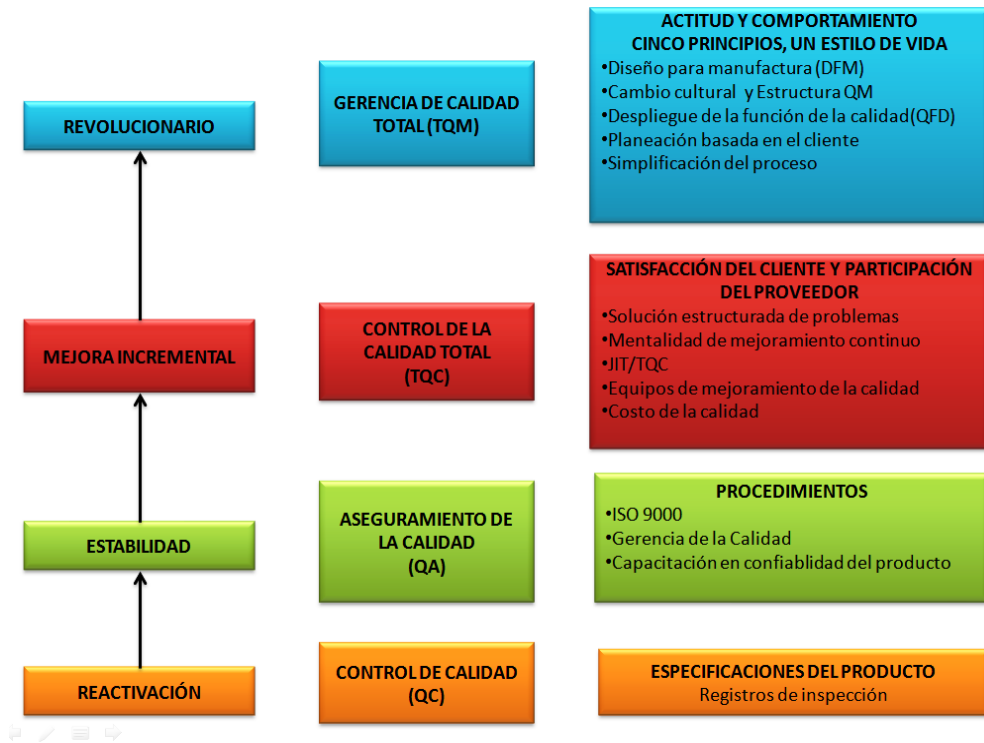 REVOLUCIONARIO
GERENCIA DE CALIDAD
TOTAL (TQM)
ACTITUD Y COMPORTAMIENTO
CINCO PRINCIPIOS, UN ESTILO DE VIDA
•Diseño para manufactura (DFM)
•Cambio cultural y Estructura QM
•Despliegue de la función de la calidad(QFD)
•Planeación basada en el cliente
•Simplificación del proceso
MEJORA INCREMENTAL
CONTROL DE LA
CALIDAD TOTAL
(TQC)
SATISFACCIÓN DEL CLIENTE Y PARTICIPACIÓN
DEL PROVEEDOR
•Solución estructurada de problemas
•Mentalidad de mejoramiento continuo
•JIT/TQC
•Equipos de mejoramiento de la calidad
•Costo de la calidad
ESTABILIDAD
ASEGURAMIENTO DE
LA CALIDAD
(QA)
PROCEDIMIENTOS
•ISO 9000
•Gerencia de la Calidad
•Capacitación en confiablidad del producto
REACTIVACIÓN
CONTROL DE CALIDAD
(QC)
ESPECIFICACIONES DEL PRODUCTO
Registros de inspección